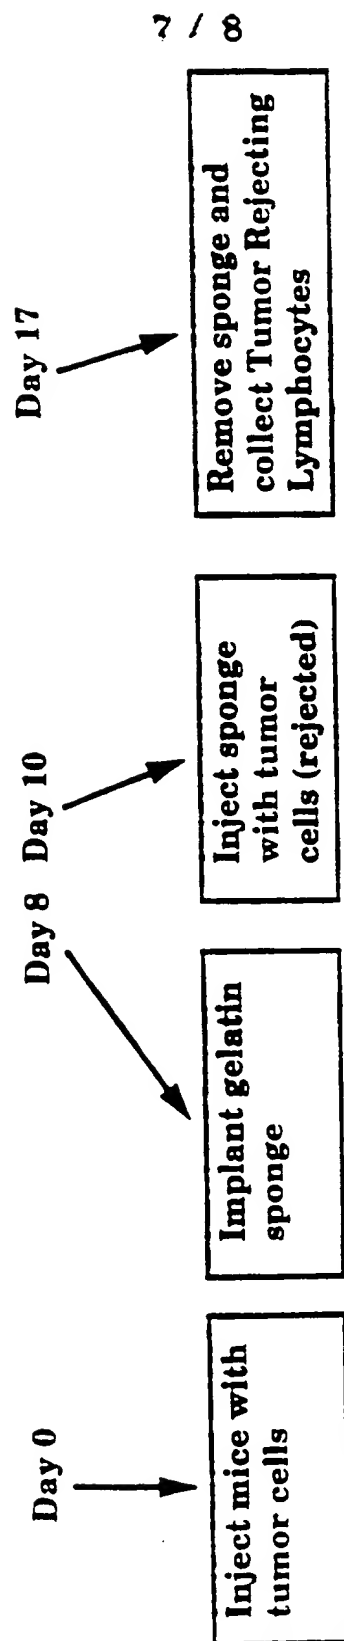 7 / 8
Day 0
Day 8
Day 10
Day 17
Inject mice with
tumor cells
Implant gelatin
sponge
Inject sponge
with tumor
cells (rejected)
Remove sponge and
collect Tumor Rejecting
Lymphocytes